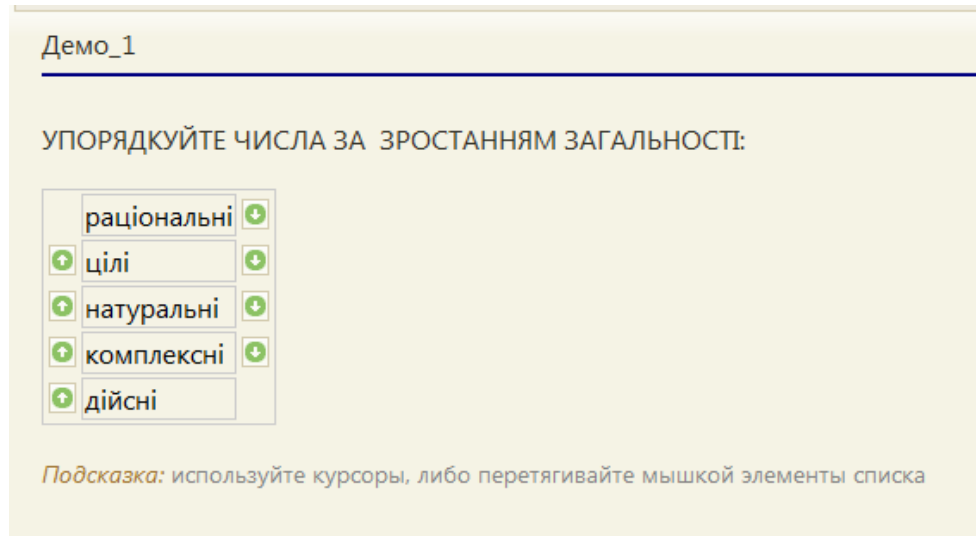 Демо_1
УПОРЯДКУЙТЕ ЧИСЛА ЗА ЗРОСТАННЯМ ЗАГАЛЬНОСТІ:
раціональні
цілі
натуральні
комплексні
дійсні
Подсказка: используйте курсоры, либо перетягивайте мышкой элементы списка